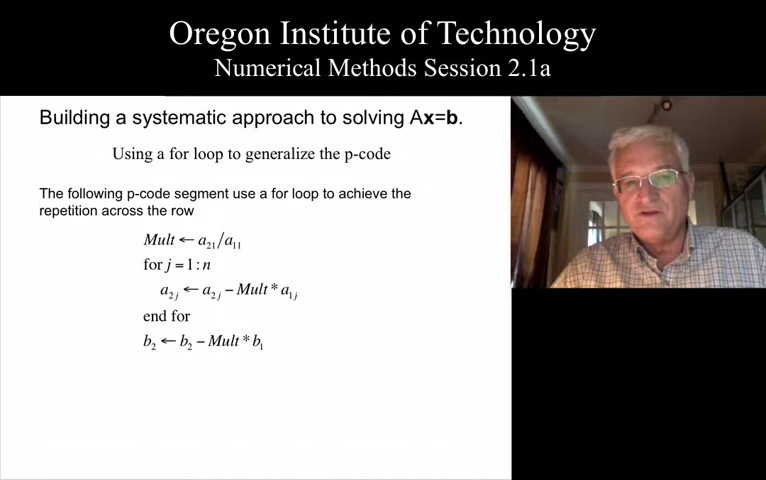 Oregon Institute of Technology
Numerical Methods Session 2.1a
Building a systematic approach to solving Ax=b.
Using a for loop to generalize the p-code
The following p-code segment use a for loop to achieve the
repetition across the row
Mult ← a₂₁/a₁₁
for j = 1 : n
a₂ⱼ ← a₂ⱼ − Mult * a₁ⱼ
end for
b₂ ← b₂ − Mult * b₁